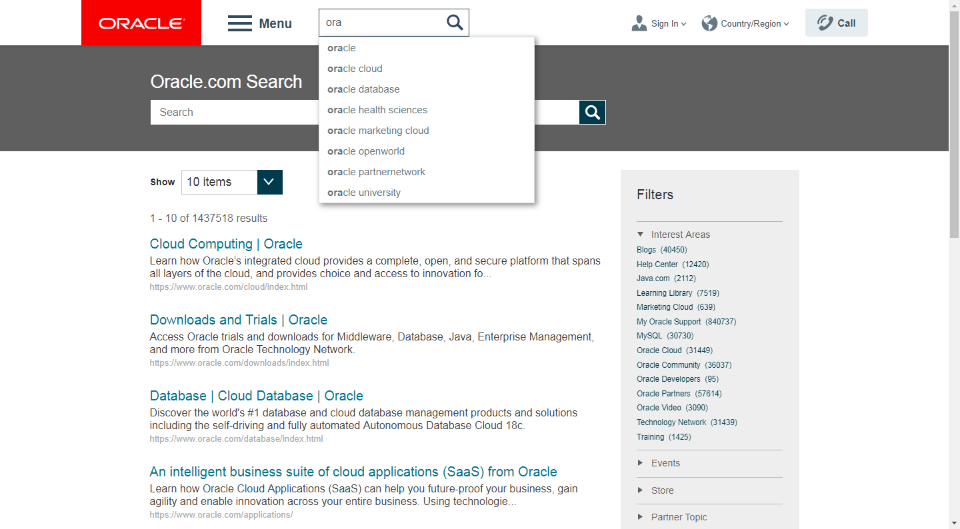 ORACLE
Menu
ora
Sign In
Country/Region
Call
oracle
oracle cloud
oracle database
oracle health sciences
oracle marketing cloud
oracle openworld
oracle partnernetwork
oracle university
Oracle.com Search
Search
Show
10 items
1 - 10 of 1437518 results
Cloud Computing | Oracle
Learn how Oracle's integrated cloud provides a complete, open, and secure platform that spans
all layers of the cloud, and provides choice and access to innovation fo...
https://www.oracle.com/cloud/index.html
Downloads and Trials | Oracle
Access Oracle trials and downloads for Middleware, Database, Java, Enterprise Management,
and more from Oracle Technology Network.
https://www.oracle.com/downloads/index.html
Database | Cloud Database | Oracle
Discover the world's #1 database and cloud database management products and solutions
including the self-driving and fully automated Autonomous Database Cloud 18c.
https://www.oracle.com/database/index.html
An intelligent business suite of cloud applications (SaaS) from Oracle
Learn how Oracle Cloud Applications (SaaS) can help you future-proof your business, gain
agility and enable innovation across your entire business. Using technologie...
https://www.oracle.com/applications/
Filters
Interest Areas
Blogs (40450)
Help Center (12420)
Java.com (2112)
Learning Library (7519)
Marketing Cloud (639)
My Oracle Support (840737)
MySQL (30730)
Oracle Cloud (31449)
Oracle Community (36037)
Oracle Developers (95)
Oracle Partners (57614)
Oracle Video (3090)
Technology Network (31439)
Training (1425)
Events
Store
Partner Topic